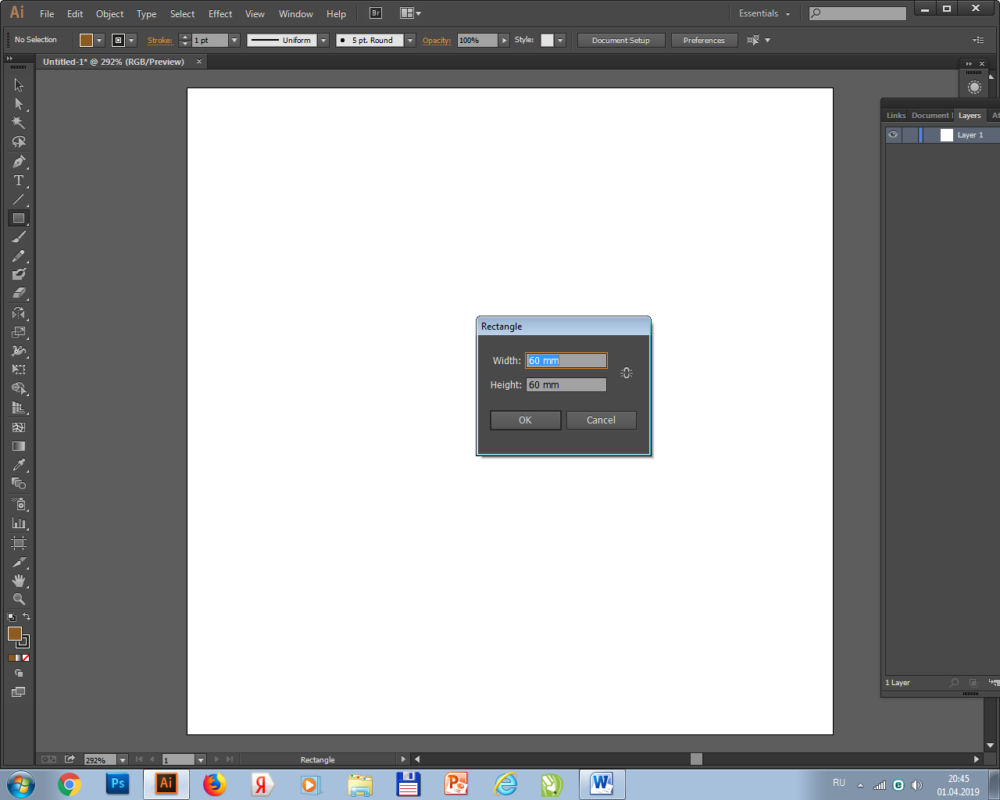 Ai File Edit Object Type Select Effect View Window Help Br Essentials
No Selection Stroke: 1 pt Uniform 5 pt. Round Opacity: 100% Style: Document Setup Preferences
Untitled-1* @ 292% (RGB/Preview)
Links Document Layers
Layer 1
Rectangle
Width: 60 mm
Height: 60 mm
OK Cancel
1 Layer
292% 1 Rectangle
Ps Ai Я P W
RU
20:45
01.04.2019